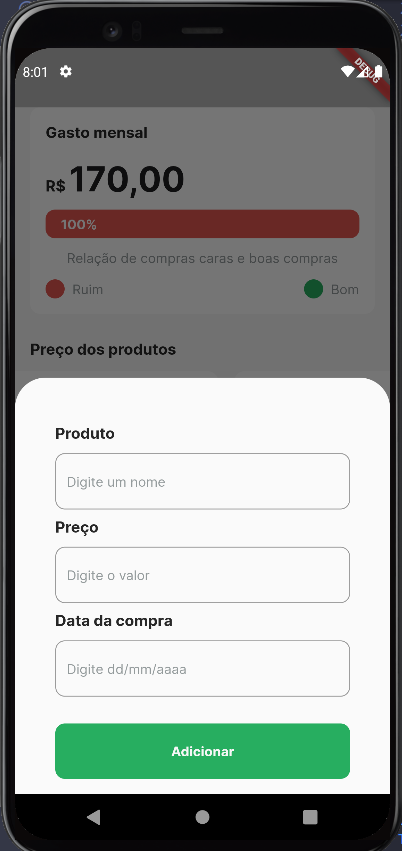 8:01
DEBUG
Gasto mensal
R$ 170,00
100%
Relação de compras caras e boas compras
Ruim
Bom
Preço dos produtos
Produto
Digite um nome
Preço
Digite o valor
Data da compra
Digite dd/mm/aaaa
Adicionar